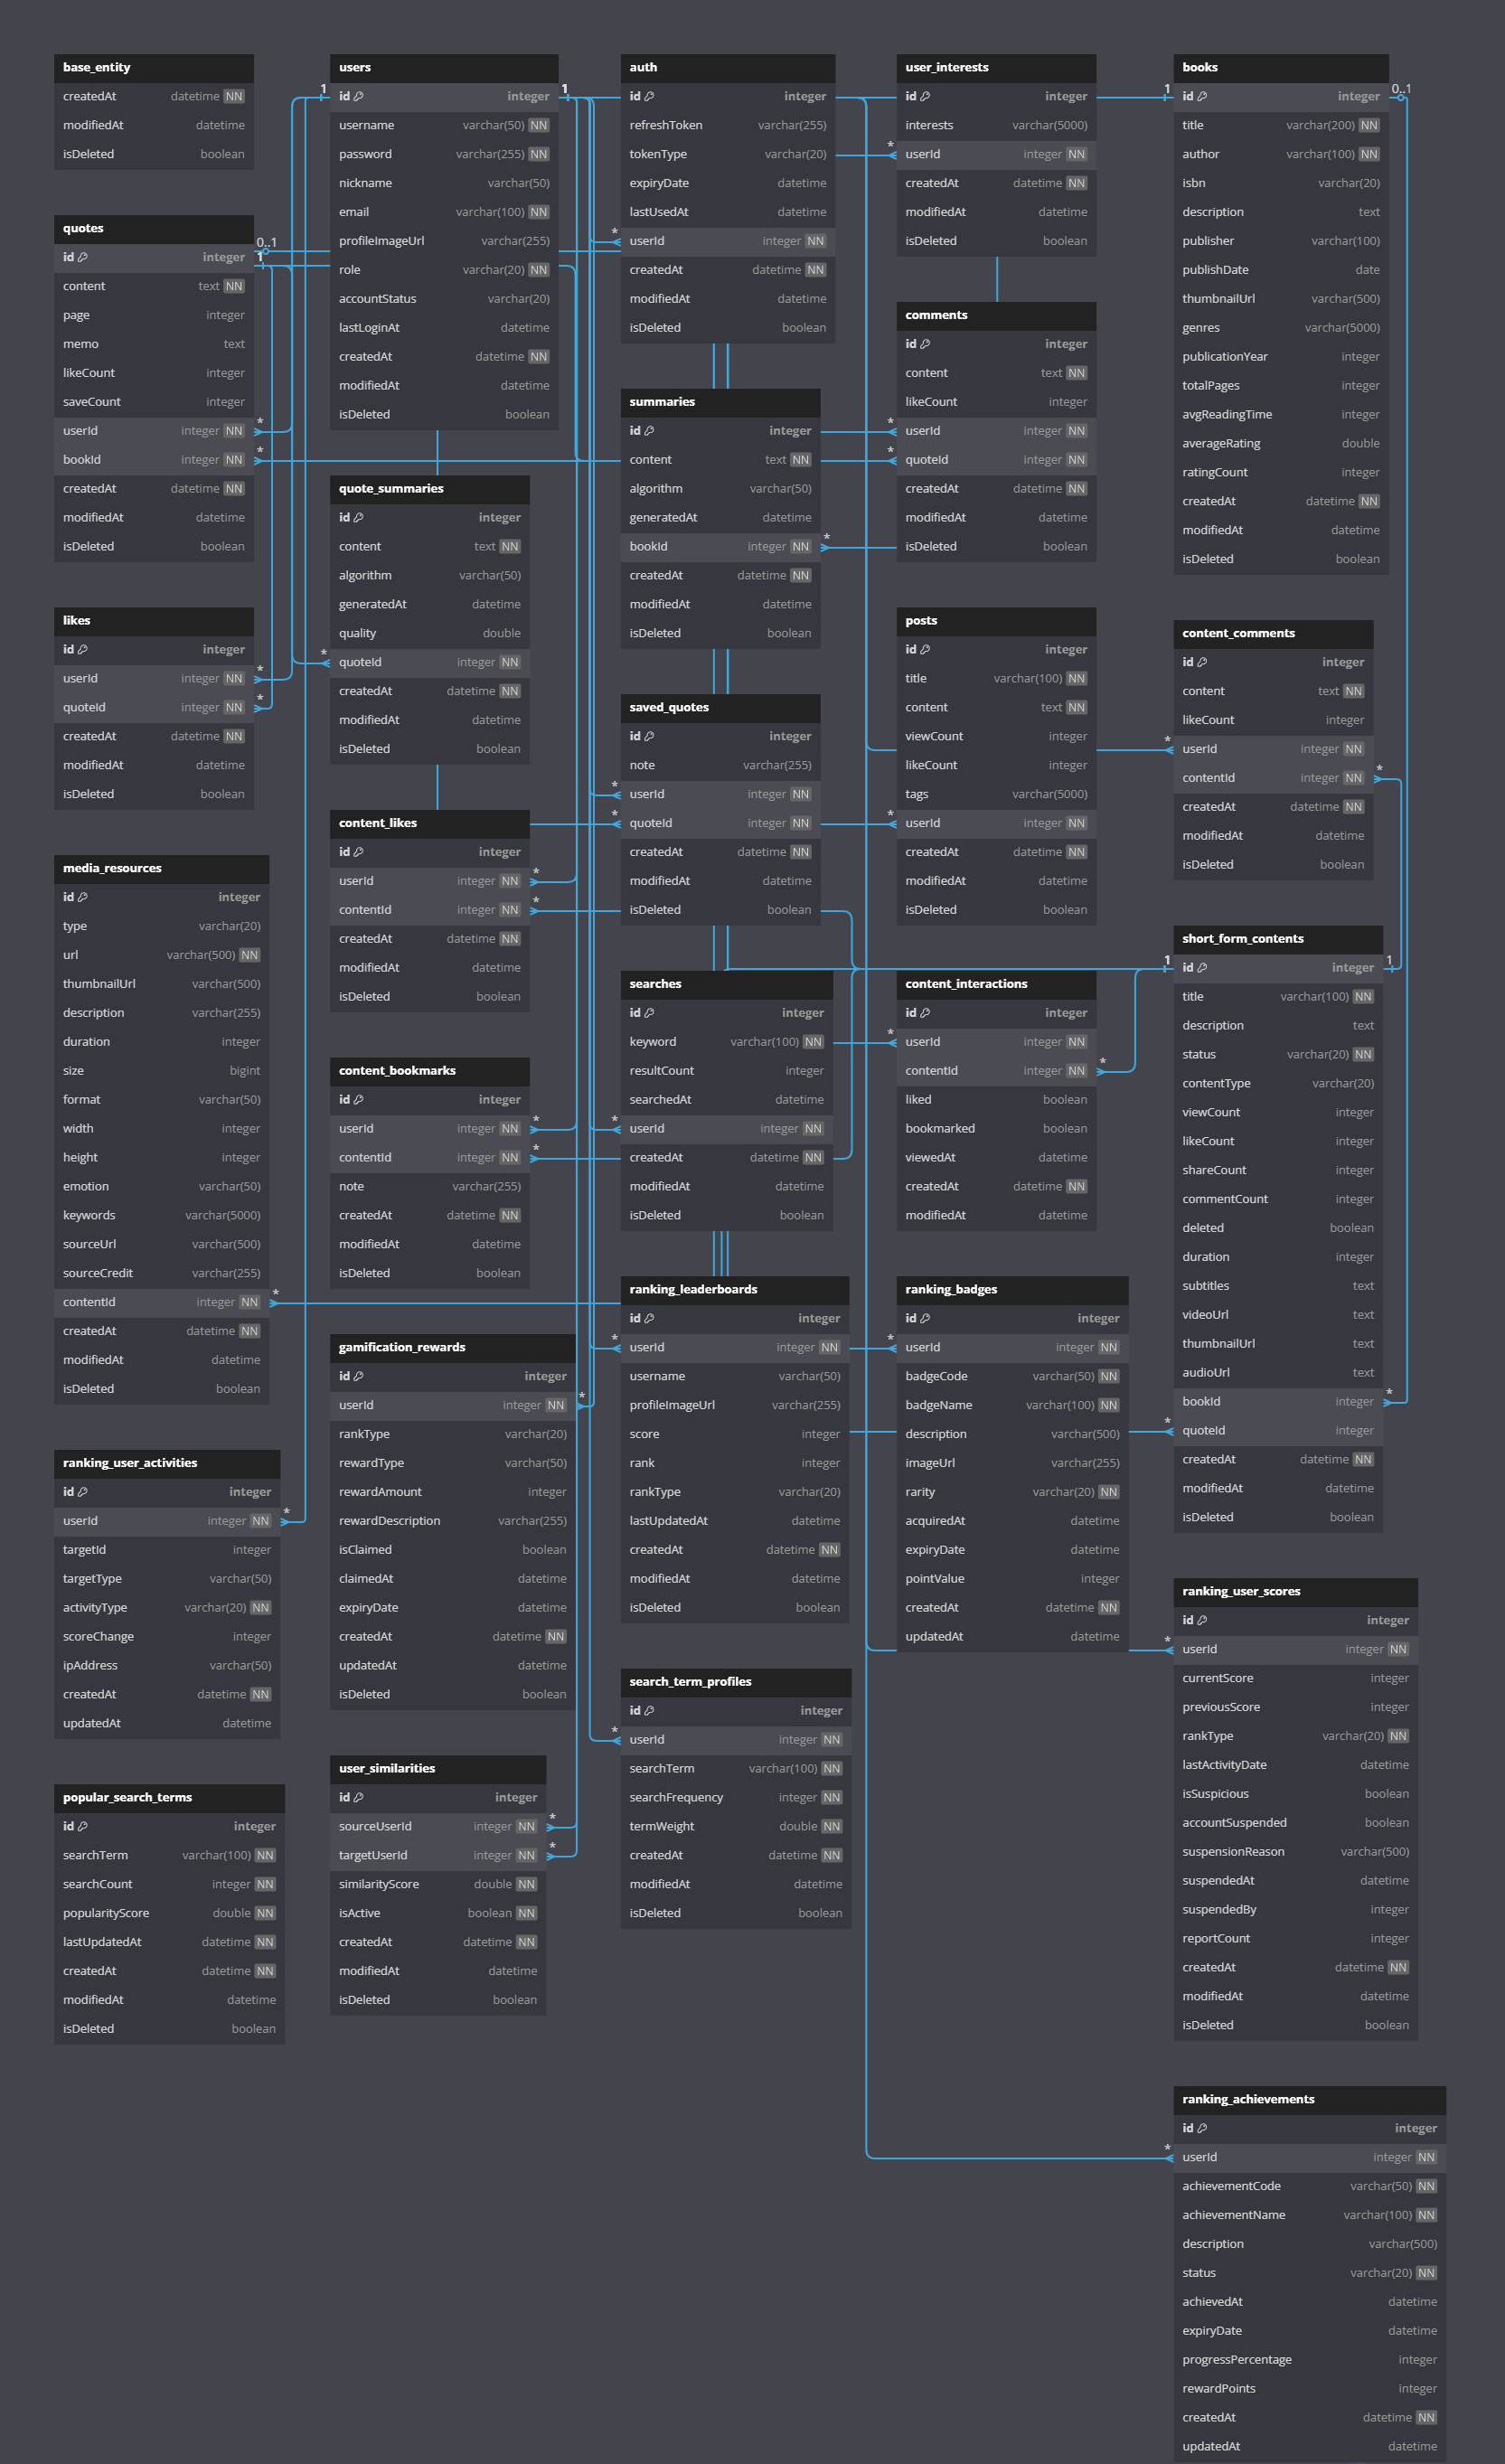 base_entity
createdAt datetime NN
modifiedAt datetime
isDeleted boolean
quotes
0..1
id integer
1
content text NN
page integer
memo text
likeCount integer
saveCount integer
userId integer NN *
bookId integer NN *
createdAt datetime NN
modifiedAt datetime
isDeleted boolean
likes
id integer
userId integer NN *
quoteId integer NN *
createdAt datetime NN
modifiedAt datetime
isDeleted boolean
media_resources
id integer
type varchar(20)
url varchar(500) NN
thumbnailUrl varchar(500)
description varchar(255)
duration integer
size bigint
format varchar(50)
width integer
height integer
emotion varchar(50)
keywords varchar(5000)
sourceUrl varchar(500)
sourceCredit varchar(255)
contentId integer NN *
createdAt datetime NN
modifiedAt datetime
isDeleted boolean
ranking_user_activities
id integer
userId integer NN *
targetId integer
targetType varchar(50)
activityType varchar(20) NN
scoreChange integer
ipAddress varchar(50)
createdAt datetime NN
updatedAt datetime
popular_search_terms
id integer
searchTerm varchar(100) NN
searchCount integer NN
popularityScore double NN
lastUpdatedAt datetime NN
createdAt datetime NN
modifiedAt datetime
isDeleted boolean
users
1 id integer 1
username varchar(50) NN
password varchar(255) NN
nickname varchar(50)
email varchar(100) NN
profileImageUrl varchar(255)
role varchar(20) NN
accountStatus varchar(20)
lastLoginAt datetime
createdAt datetime NN
modifiedAt datetime
isDeleted boolean
quote_summaries
id integer
content text NN
algorithm varchar(50)
generatedAt datetime
quality double
* quoteId integer NN
createdAt datetime NN
modifiedAt datetime
isDeleted boolean
content_likes
id integer
userId integer NN *
contentId integer NN *
createdAt datetime NN
modifiedAt datetime
isDeleted boolean
content_bookmarks
id integer
userId integer NN *
contentId integer NN *
note varchar(255)
createdAt datetime NN
modifiedAt datetime
isDeleted boolean
gamification_rewards
id integer
userId integer NN *
rankType varchar(20)
rewardType varchar(50)
rewardAmount integer
rewardDescription varchar(255)
isClaimed boolean
claimedAt datetime
expiryDate datetime
createdAt datetime NN
updatedAt datetime
isDeleted boolean
user_similarities
id integer
sourceUserId integer NN *
targetUserId integer NN *
similarityScore double NN
isActive boolean NN
createdAt datetime NN
modifiedAt datetime
isDeleted boolean
auth
id integer
refreshToken varchar(255)
tokenType varchar(20)
expiryDate datetime
lastUsedAt datetime
* userId integer NN
createdAt datetime NN
modifiedAt datetime
isDeleted boolean
summaries
id integer
content text NN
algorithm varchar(50)
generatedAt datetime
bookId integer NN *
createdAt datetime NN
modifiedAt datetime
isDeleted boolean
saved_quotes
id integer
note varchar(255)
* userId integer NN
* quoteId integer NN
createdAt datetime NN
modifiedAt datetime
isDeleted boolean
searches
id integer
keyword varchar(100) NN
resultCount integer
searchedAt datetime
* userId integer NN
createdAt datetime NN
modifiedAt datetime
isDeleted boolean
ranking_leaderboards
id integer
* userId integer NN
username varchar(50)
profileImageUrl varchar(255)
score integer
rank integer
rankType varchar(20)
lastUpdatedAt datetime
createdAt datetime NN
modifiedAt datetime
isDeleted boolean
search_term_profiles
id integer
* userId integer NN
searchTerm varchar(100) NN
searchFrequency integer NN
termWeight double NN
createdAt datetime NN
modifiedAt datetime
isDeleted boolean
user_interests
id integer
interests varchar(5000)
* userId integer NN
createdAt datetime NN
modifiedAt datetime
isDeleted boolean
comments
id integer
content text NN
likeCount integer
* userId integer NN
* quoteId integer NN
createdAt datetime NN
modifiedAt datetime
isDeleted boolean
posts
id integer
title varchar(100) NN
content text NN
viewCount integer
likeCount integer
tags varchar(5000)
* userId integer NN
createdAt datetime NN
modifiedAt datetime
isDeleted boolean
content_interactions
id integer
* userId integer NN
contentId integer NN *
liked boolean
bookmarked boolean
viewedAt datetime
createdAt datetime NN
modifiedAt datetime
ranking_badges
id integer
* userId integer NN
badgeCode varchar(50) NN
badgeName varchar(100) NN
description varchar(500)
imageUrl varchar(255)
rarity varchar(20) NN
acquiredAt datetime
expiryDate datetime
pointValue integer
createdAt datetime NN
updatedAt datetime
books
1 id integer 0..1
title varchar(200) NN
author varchar(100) NN
isbn varchar(20)
description text
publisher varchar(100)
publishDate date
thumbnailUrl varchar(500)
genres varchar(5000)
publicationYear integer
totalPages integer
avgReadingTime integer
averageRating double
ratingCount integer
createdAt datetime NN
modifiedAt datetime
isDeleted boolean
content_comments
id integer
content text NN
likeCount integer
* userId integer NN
contentId integer NN *
createdAt datetime NN
modifiedAt datetime
isDeleted boolean
short_form_contents
1 id integer 1
title varchar(100) NN
description text
status varchar(20) NN
contentType varchar(20)
viewCount integer
likeCount integer
shareCount integer
commentCount integer
deleted boolean
duration integer
subtitles text
videoUrl text
thumbnailUrl text
audioUrl text
bookId integer *
* quoteId integer
createdAt datetime NN
modifiedAt datetime
isDeleted boolean
ranking_user_scores
id integer
* userId integer NN
currentScore integer
previousScore integer
rankType varchar(20) NN
lastActivityDate datetime
isSuspicious boolean
accountSuspended boolean
suspensionReason varchar(500)
suspendedAt datetime
suspendedBy integer
reportCount integer
createdAt datetime NN
modifiedAt datetime
isDeleted boolean
ranking_achievements
id integer
* userId integer NN
achievementCode varchar(50) NN
achievementName varchar(100) NN
description varchar(500)
status varchar(20) NN
achievedAt datetime
expiryDate datetime
progressPercentage integer
rewardPoints integer
createdAt datetime NN
updatedAt datetime